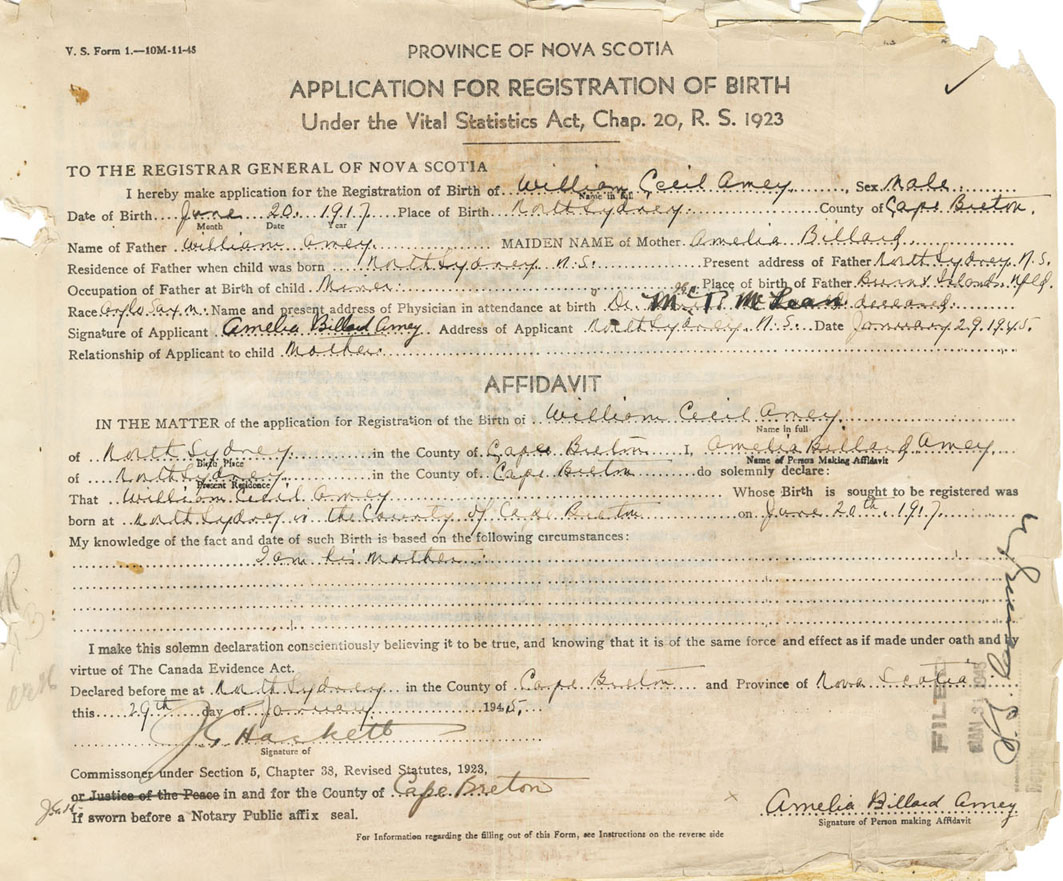 V. S. Form 1.—10M-11-45
PROVINCE OF NOVA SCOTIA
APPLICATION FOR REGISTRATION OF BIRTH
Under the Vital Statistics Act, Chap. 20, R. S. 1923
TO THE REGISTRAR GENERAL OF NOVA SCOTIA
I hereby make application for the Registration of Birth of William Cecil Amey, Sex Male
Name in full
Date of Birth June 20 1917 Place of Birth North Sydney County of Cape Breton
Month Date Year
Name of Father William Amey MAIDEN NAME of Mother Amelia Billard
Residence of Father when child was born North Sydney N.S. Present address of Father North Sydney N.S.
Occupation of Father at Birth of child Miner Place of Birth of Father Burnt Islands, Nfld.
Race Anglo Saxon Name and present address of Physician in attendance at birth Dr. McLean deceased
Signature of Applicant Amelia Billard Amey Address of Applicant North Sydney N.S. Date January 29 1945
Relationship of Applicant to child Mother
AFFIDAVIT
IN THE MATTER of the application for Registration of the Birth of William Cecil Amey
Name in full
of North Sydney in the County of Cape Breton I, Amelia Billard Amey
Birth Place Name of Person Making Affidavit
of North Sydney in the County of Cape Breton do solemnly declare:
Present Residence
That William Cecil Amey Whose Birth is sought to be registered was
born at North Sydney in the County of Cape Breton on June 20th 1917
My knowledge of the fact and date of such Birth is based on the following circumstances:
I am his mother
I make this solemn declaration conscientiously believing it to be true, and knowing that it is of the same force and effect as if made under oath and by
virtue of The Canada Evidence Act.
Declared before me at North Sydney in the County of Cape Breton and Province of Nova Scotia
this 29th day of January 1945.
J G Hackett
Signature of
Commissoner under Section 5, Chapter 38, Revised Statutes, 1923,
or Justice of the Peace in and for the County of Cape Breton
If sworn before a Notary Public affix seal.
Amelia Billard Amey
Signature of Person making Affidavit
For Information regarding the filling out of this Form, see Instructions on the reverse side
FILED
JAN 31 1945